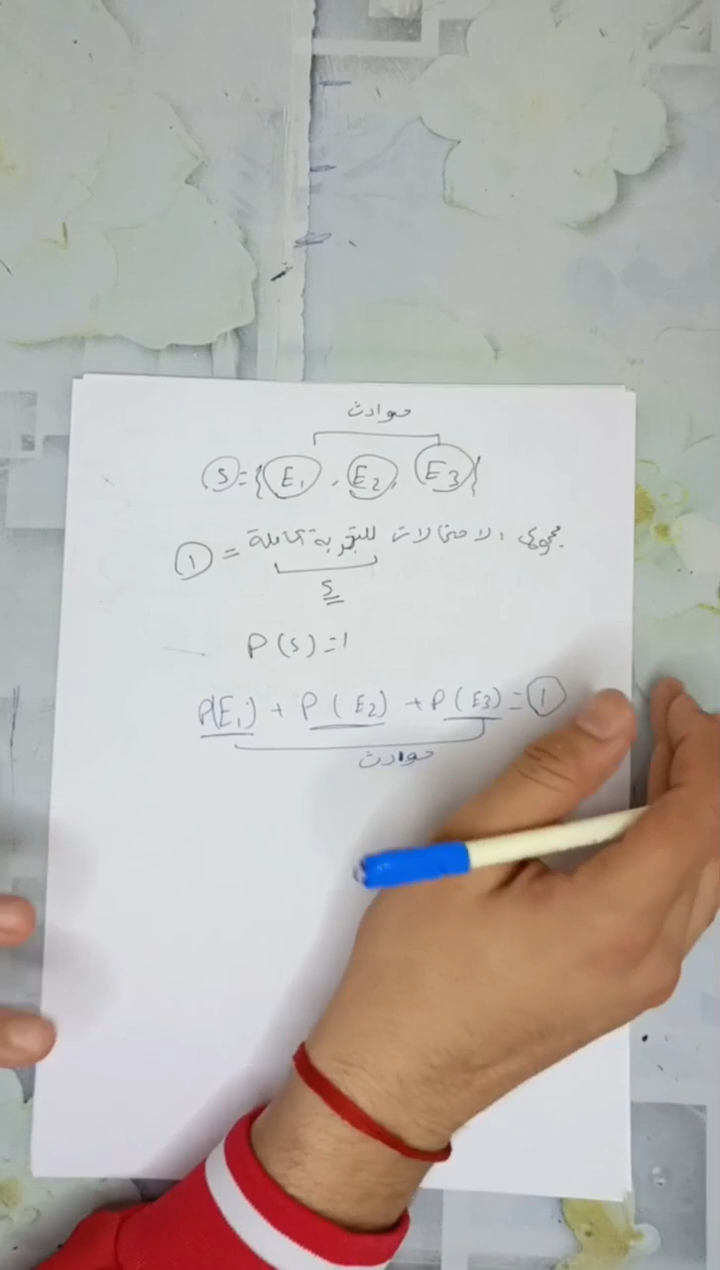 حوادث
S={E1, E2, E3}
مجموع الاحتمالات للتجربة كاملة = 1
S
P(S)=1
P(E1) + P(E2) + P(E3)=1
حوادث